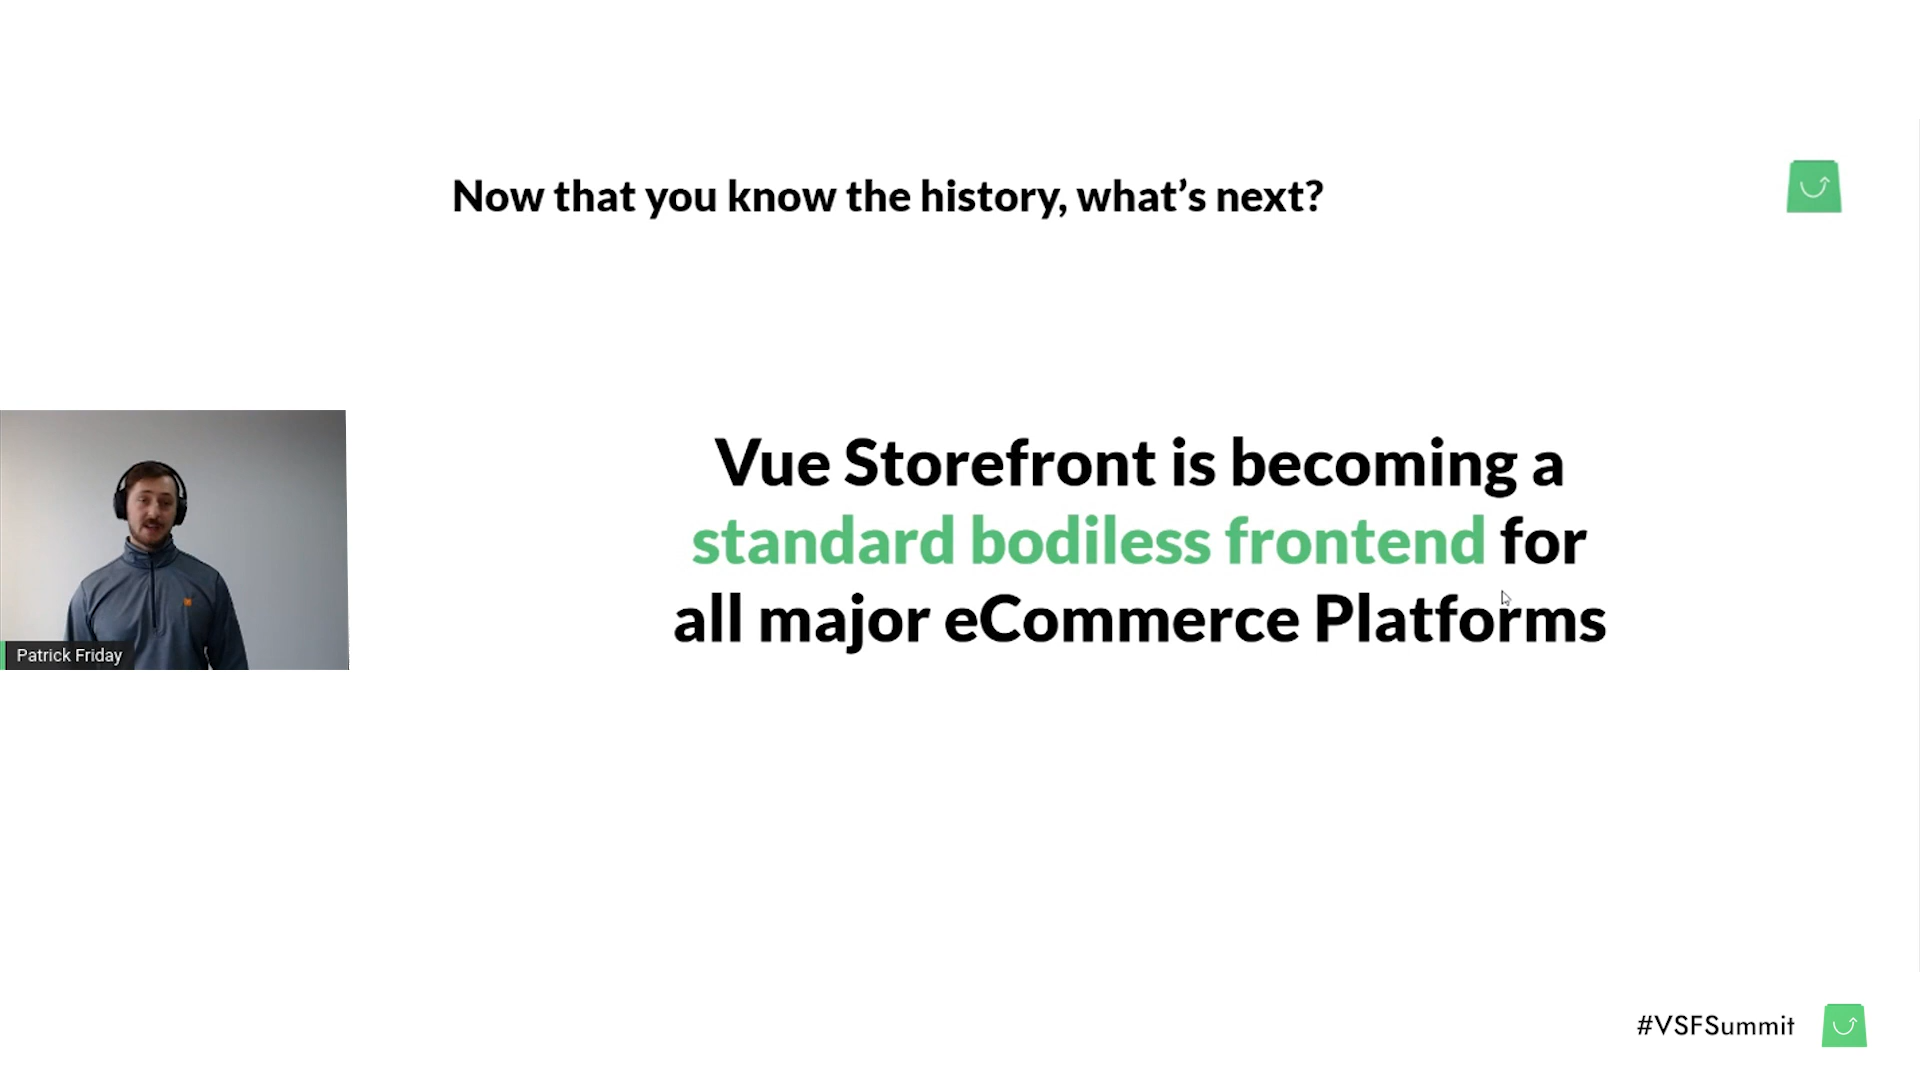 Now that you know the history, what's next?
Patrick Friday
Vue Storefront is becoming a
standard bodiless frontend for
all major eCommerce Platforms
#VSFSummit